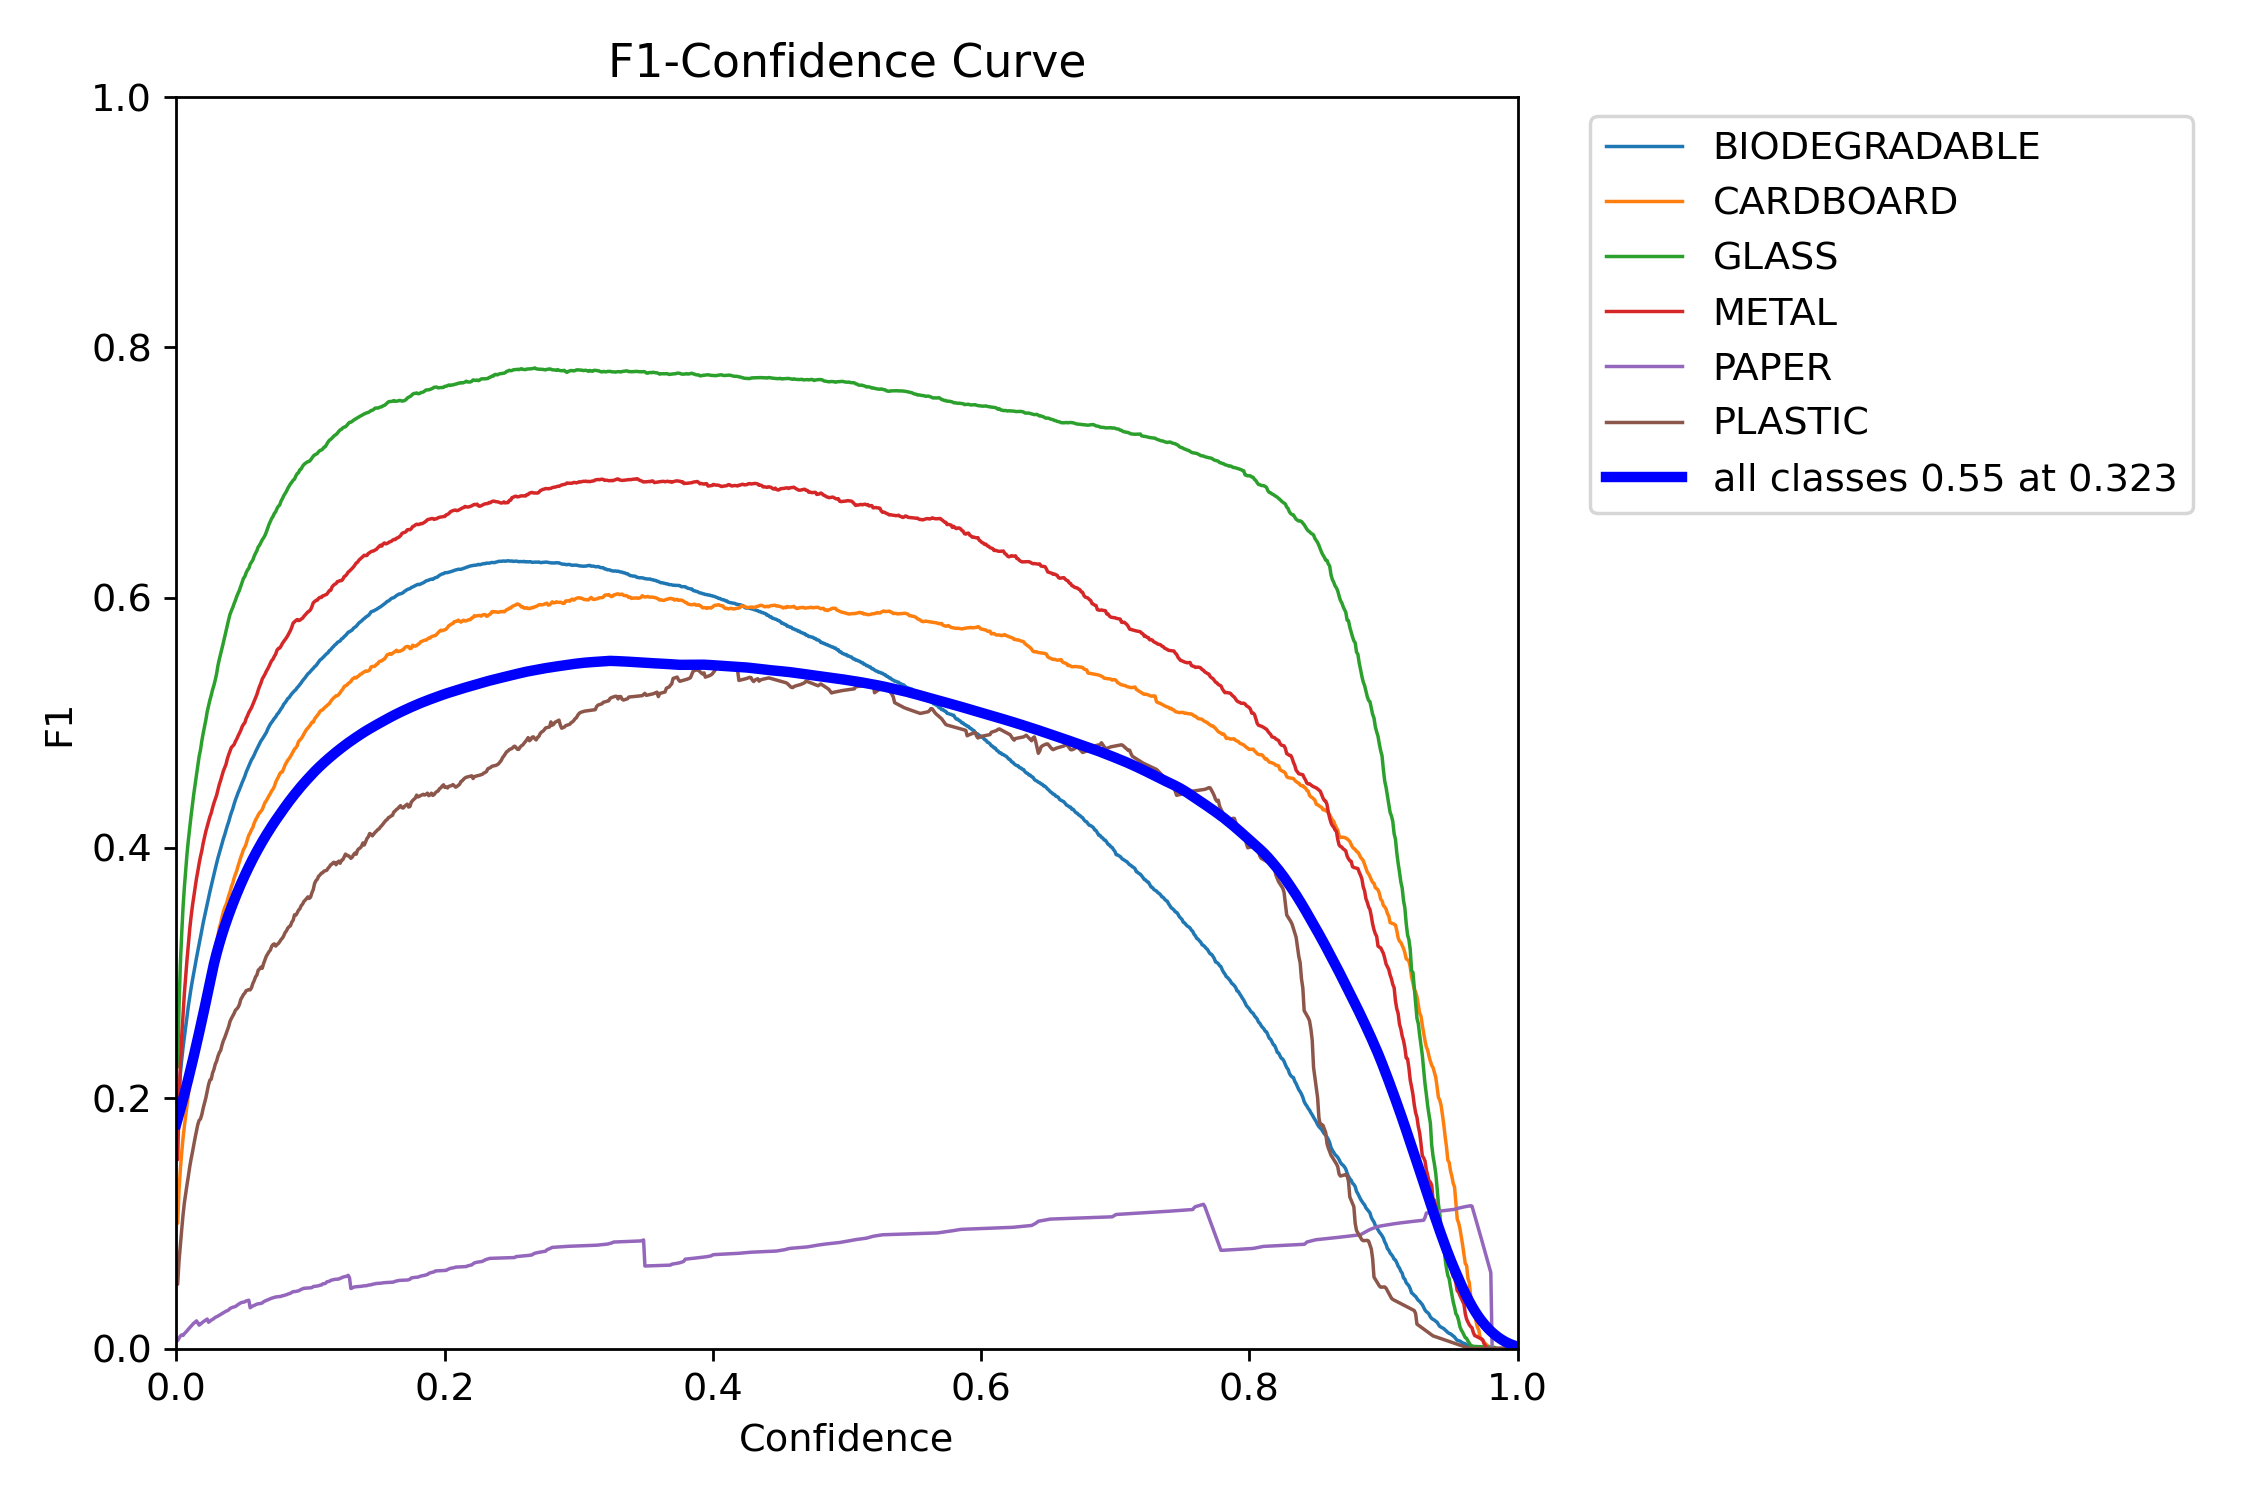 F1-Confidence Curve
1.0
0.8
0.6
0.4
0.2
0.0
F1
0.0 0.2 0.4 0.6 0.8 1.0
Confidence
BIODEGRADABLE
CARDBOARD
GLASS
METAL
PAPER
PLASTIC
all classes 0.55 at 0.323